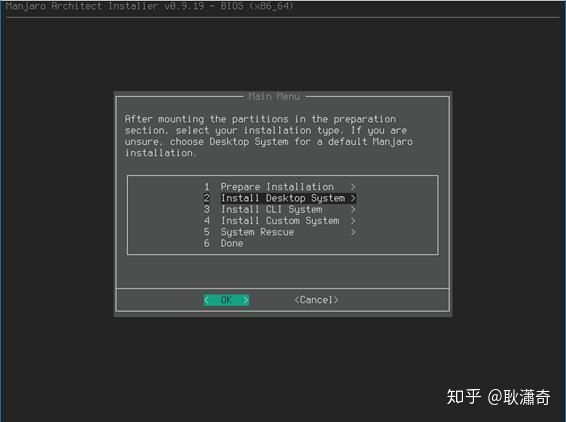 Manjaro Architect Installer v0.9.19 - BIOS (x86_64)
Main Menu
After mounting the partitions in the preparation
section, select your installation type. If you are
unsure, choose Desktop System for a default Manjaro
installation.
1 Prepare Installation >
2 Install Desktop System >
3 Install CLI System >
4 Install Custom System >
5 System Rescue >
6 Done
< OK > <Cancel>
知乎 @耿瀟奇